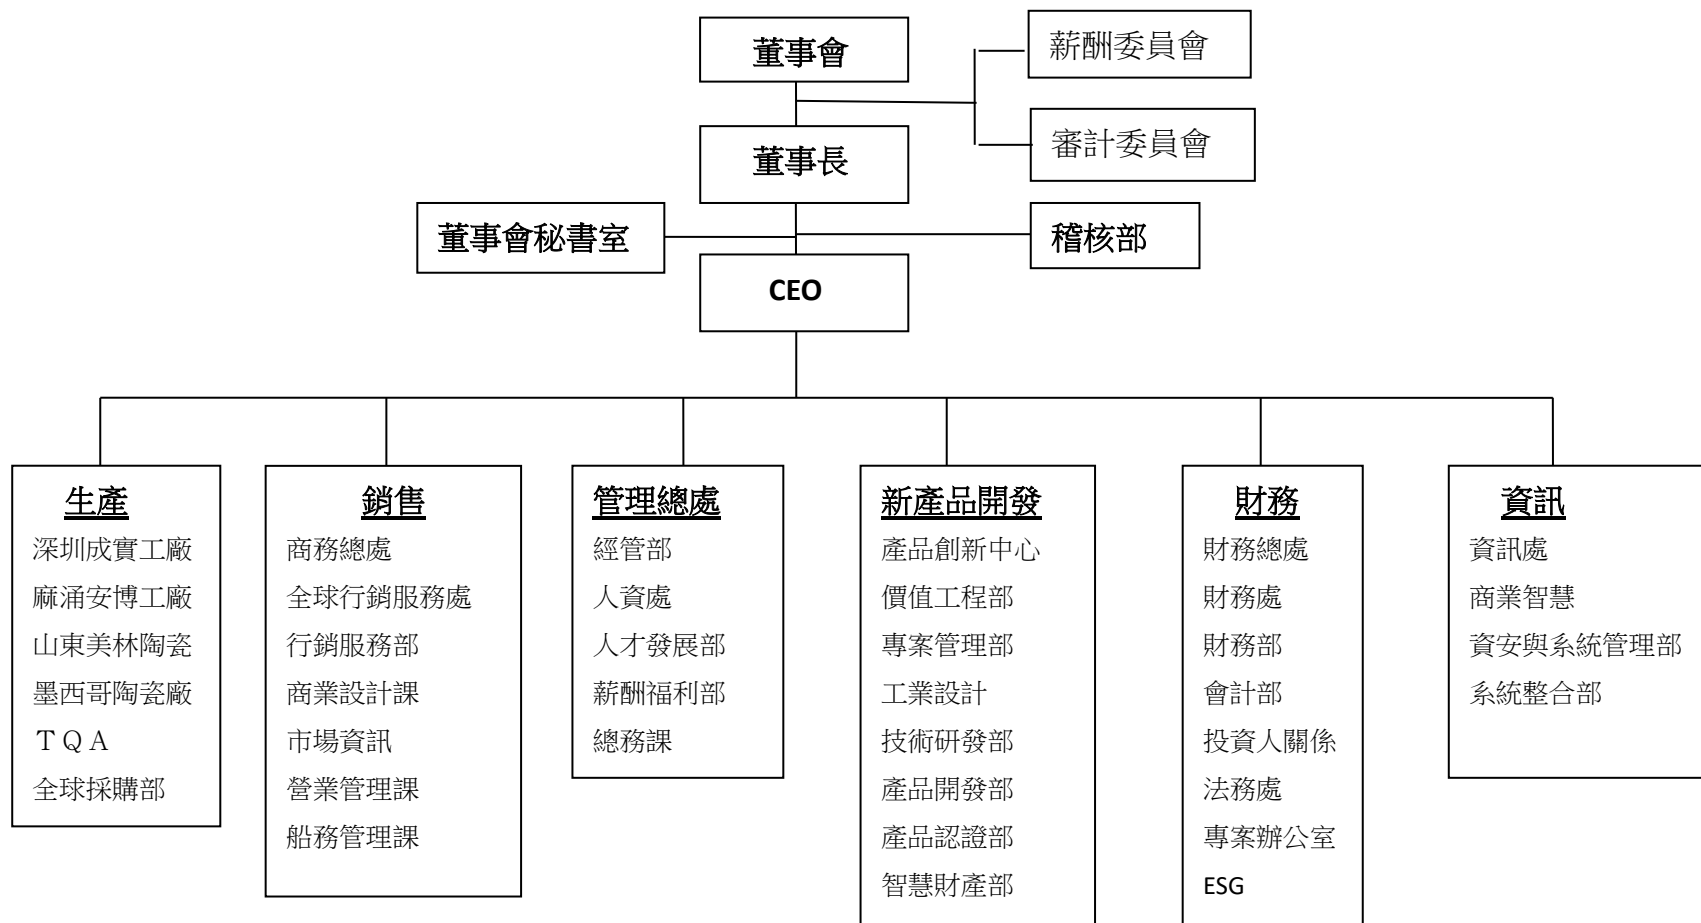 董事會
薪酬委員會
審計委員會
董事長
董事會秘書室
稽核部
CEO
生產
深圳成實工廠
麻涌安博工廠
山東美林陶瓷
墨西哥陶瓷廠
ＴＱＡ
全球採購部
銷售
商務總處
全球行銷服務處
行銷服務部
商業設計課
市場資訊
營業管理課
船務管理課
管理總處
經管部
人資處
人才發展部
薪酬福利部
總務課
新產品開發
產品創新中心
價值工程部
專案管理部
工業設計
技術研發部
產品開發部
產品認證部
智慧財產部
財務
財務總處
財務處
財務部
會計部
投資人關係
法務處
專案辦公室
ESG
資訊
資訊處
商業智慧
資安與系統管理部
系統整合部